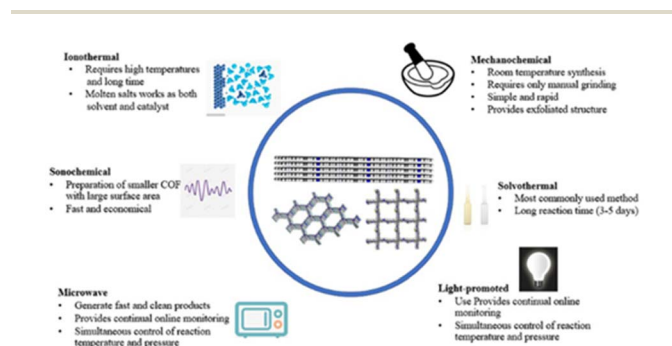 Ionothermal
• Requires high temperatures
and long time
• Molten salts works as both
solvent and catalyst
Mechanochemical
• Room temperature synthesis
• Requires only manual grinding
• Simple and rapid
• Provides exfoliated structure
Sonochemical
• Preparation of smaller COF
with large surface area
• Fast and economical
Solvothermal
• Most commonly used method
• Long reaction time (3-5 days)
Microwave
• Generate fast and clean products
• Provides continual online monitoring
• Simultaneous control of reaction
temperature and pressure
Light-promoted
• Use Provides continual online
monitoring
• Simultaneous control of reaction
temperature and pressure